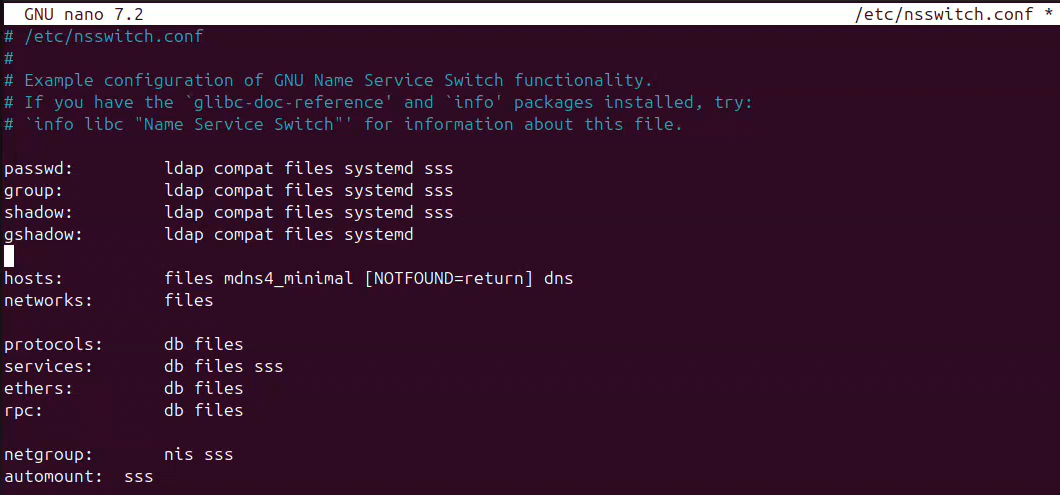 GNU nano 7.2 /etc/nsswitch.conf *
# /etc/nsswitch.conf
#
# Example configuration of GNU Name Service Switch functionality.
# If you have the `glibc-doc-reference' and `info' packages installed, try:
# `info libc "Name Service Switch"' for information about this file.

passwd:         ldap compat files systemd sss
group:          ldap compat files systemd sss
shadow:         ldap compat files systemd sss
gshadow:        ldap compat files systemd

hosts:          files mdns4_minimal [NOTFOUND=return] dns
networks:       files

protocols:      db files
services:       db files sss
ethers:         db files
rpc:            db files

netgroup:       nis sss
automount:  sss